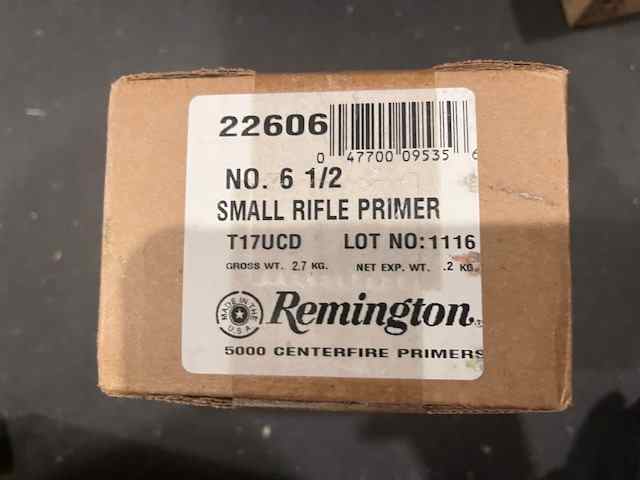 22606
0 47700 09535 6
NO. 6 1/2
SMALL RIFLE PRIMER
T17UCD LOT NO:1116
GROSS WT. 2.7 KG. NET EXP. WT. .2 KG.
MADE IN THE U.S.A.
Remington®
5000 CENTERFIRE PRIMERS